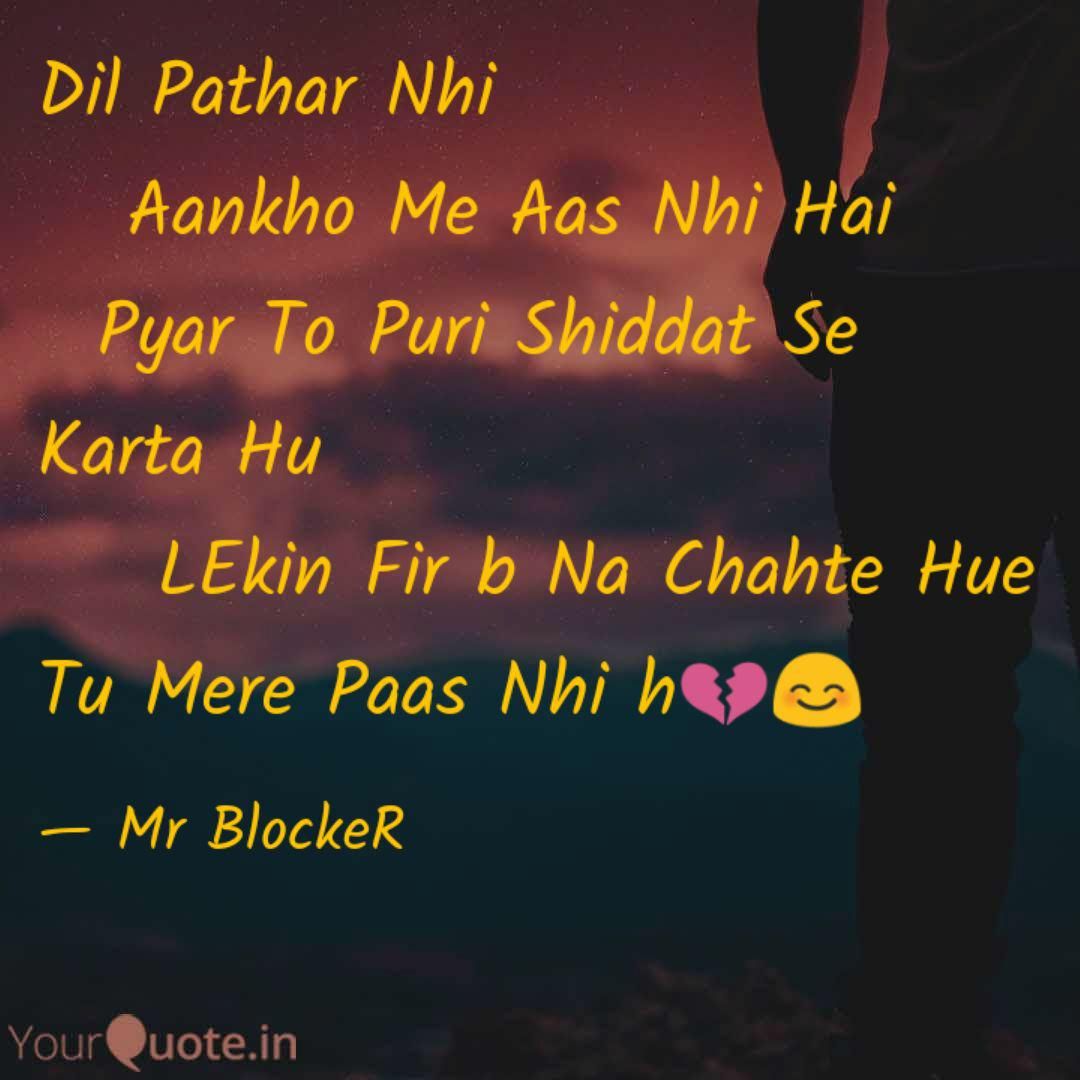 Dil Pathar Nhi
Aankho Me Aas Nhi Hai
Pyar To Puri Shiddat Se
Karta Hu
LEkin Fir b Na Chahte Hue
Tu Mere Paas Nhi h💔😊
— Mr BlockeR
YourQuote.in